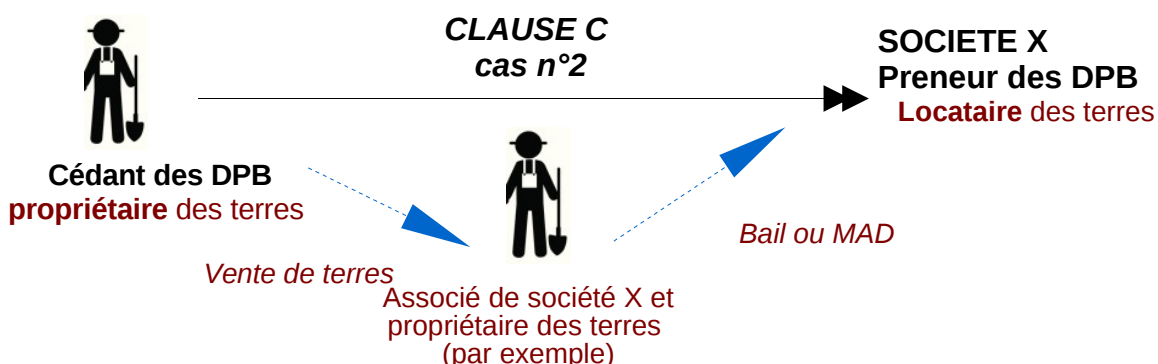 CLAUSE C
cas n°2
SOCIETE X
Preneur des DPB
Locataire des terres
Cédant des DPB
propriétaire des terres
Vente de terres
Bail ou MAD
Associé de société X et
propriétaire des terres
(par exemple)